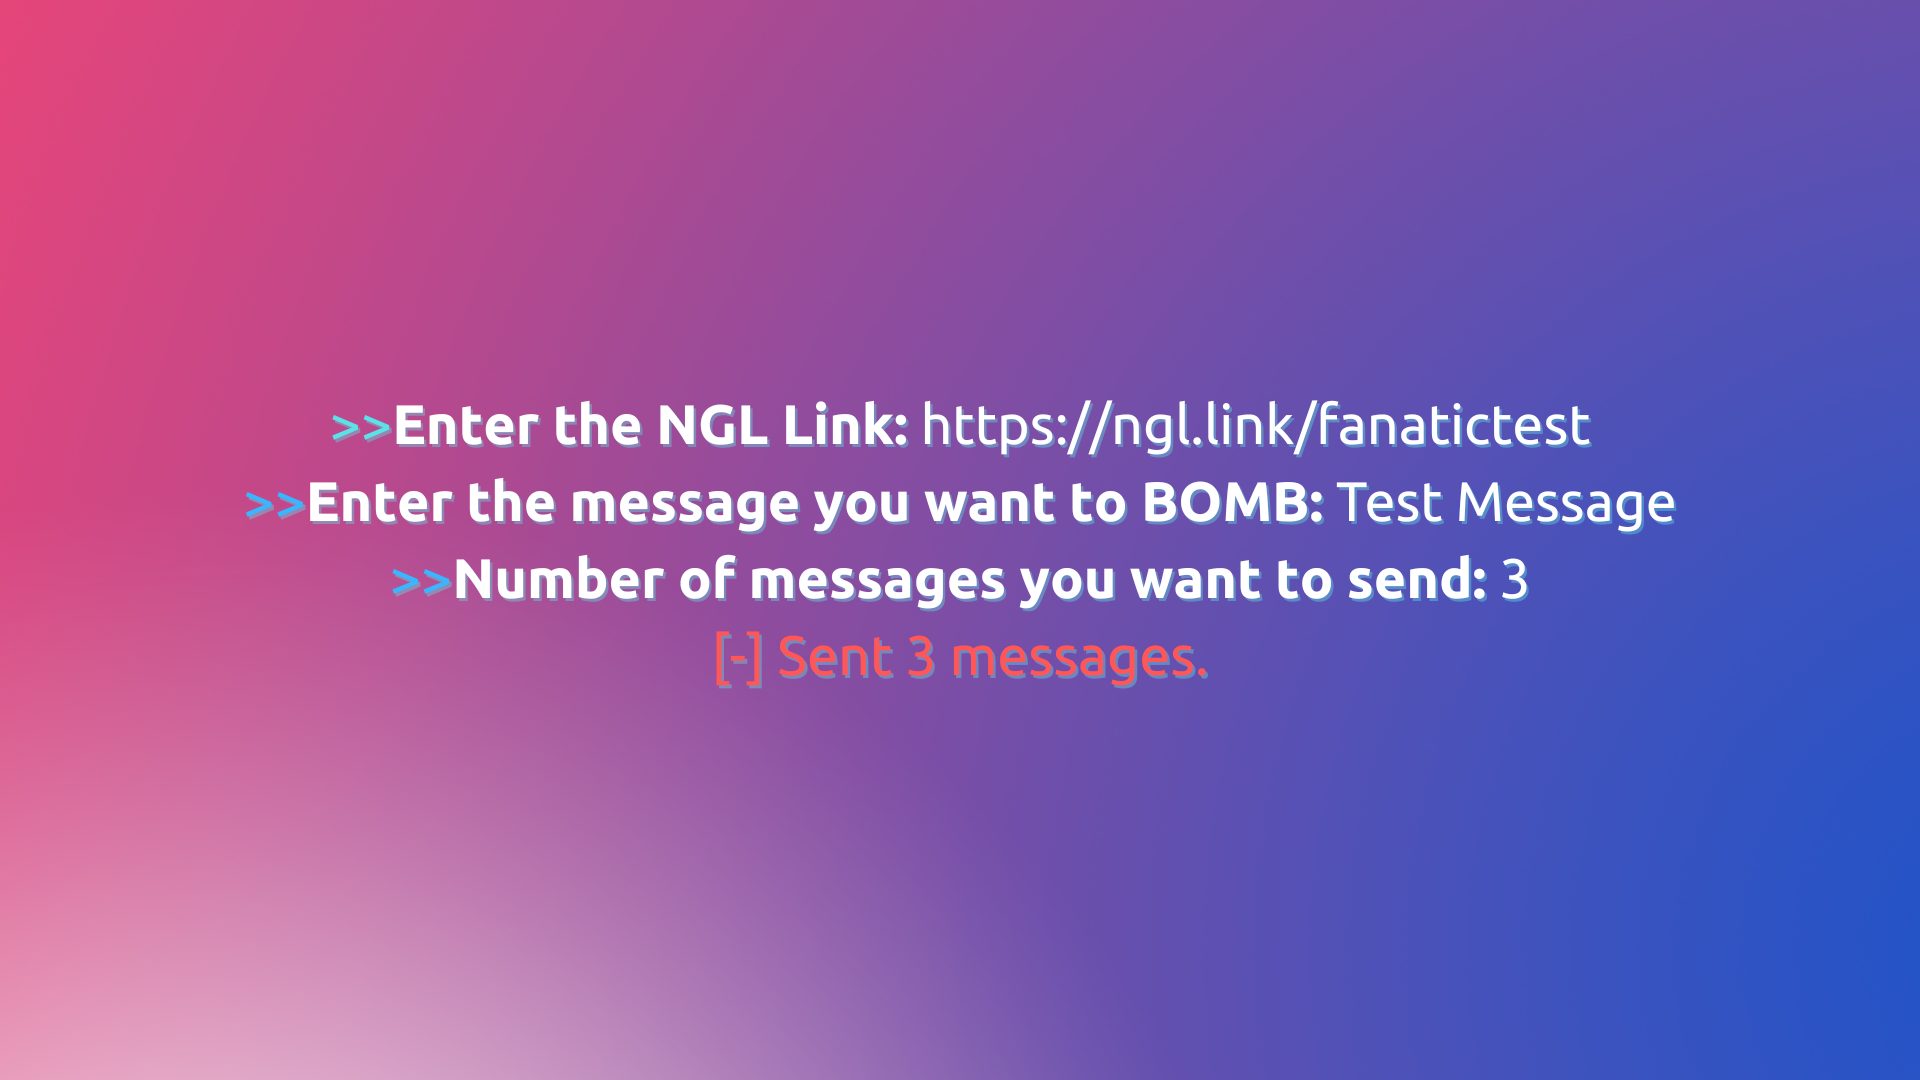 >>Enter the NGL Link: https://ngl.link/fanatictest
>>Enter the message you want to BOMB: Test Message
>>Number of messages you want to send: 3
[-] Sent 3 messages.